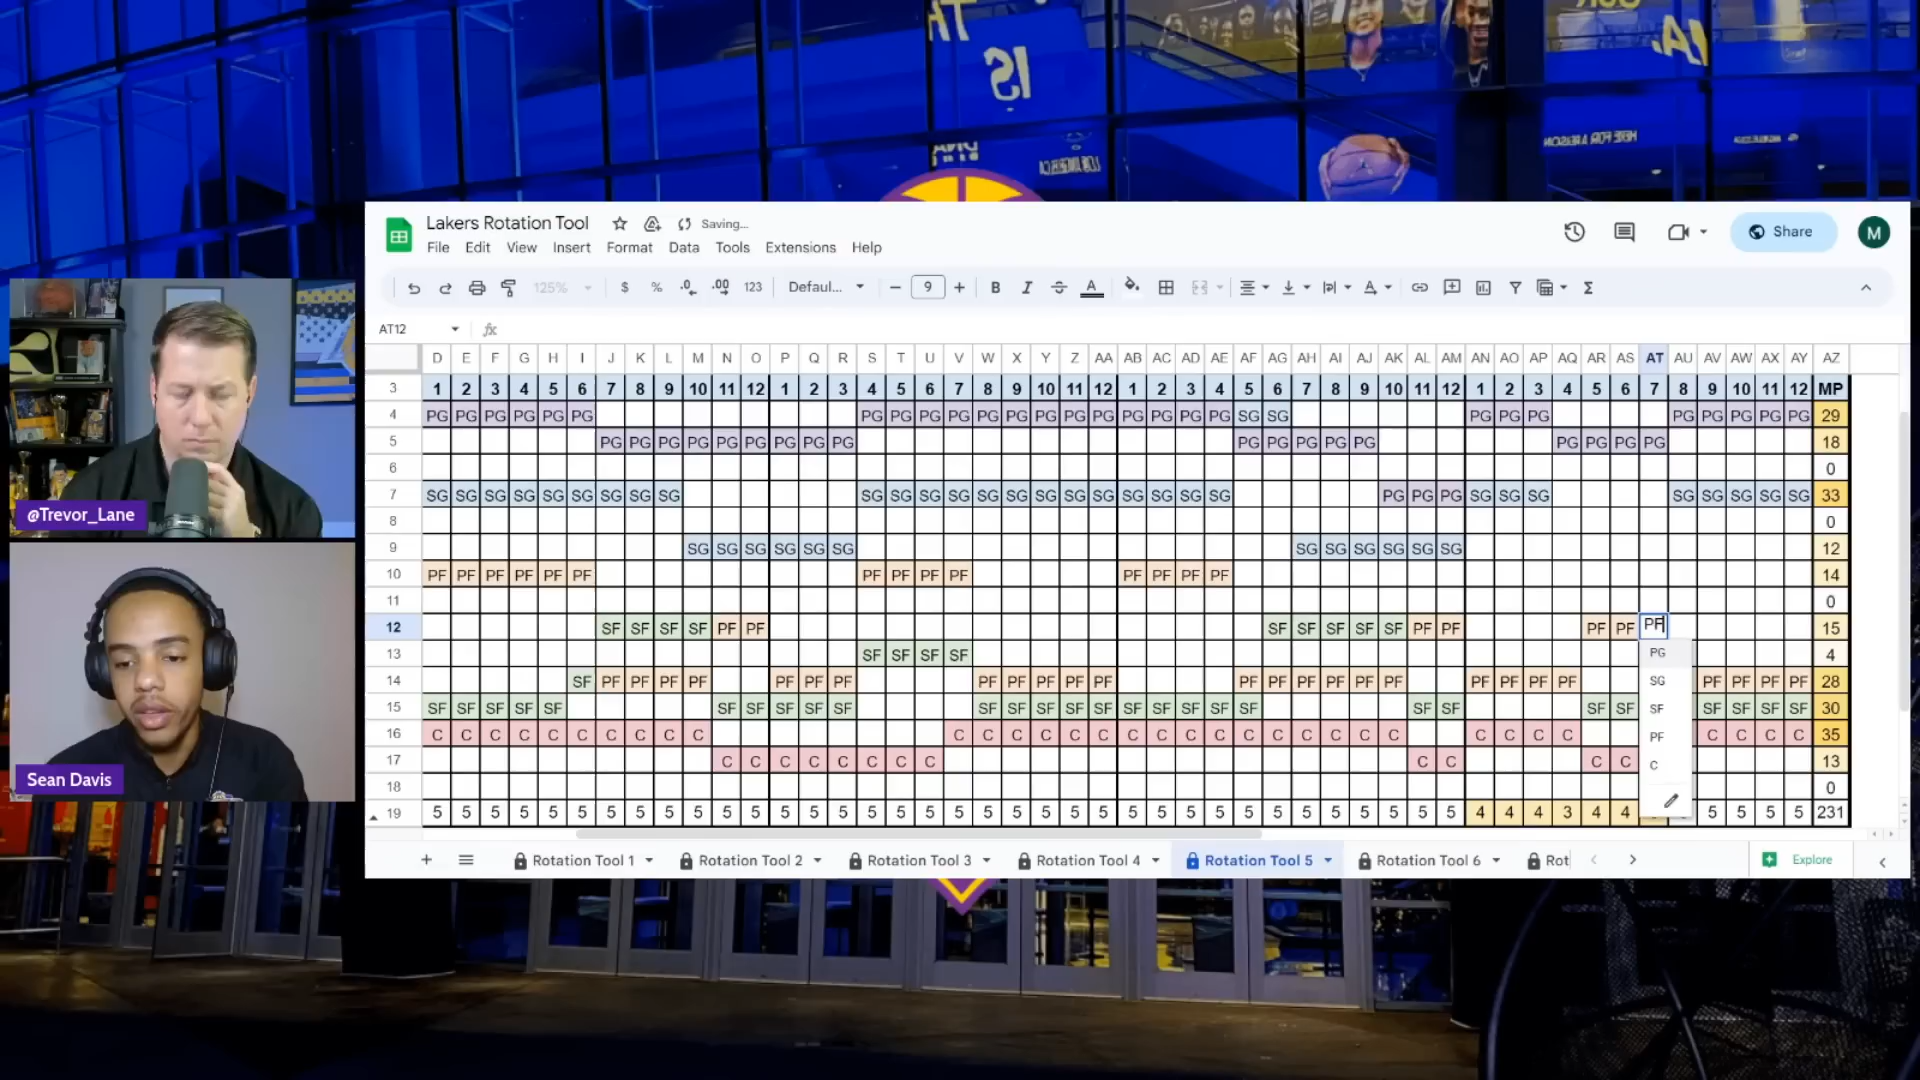 IS
DNA
HERE FOR A REASON
Lakers Rotation Tool Saving...
File Edit View Insert Format Data Tools Extensions Help
Share M
125% $ % .0 .00 123 Defaul... − 9 + B I A Σ
AT12 fx
D E F G H I J K L M N O P Q R S T U V W X Y Z AA AB AC AD AE AF AG AH AI AJ AK AL AM AN AO AP AQ AR AS AT AU AV AW AX AY AZ
3 1 2 3 4 5 6 7 8 9 10 11 12 1 2 3 4 5 6 7 8 9 10 11 12 1 2 3 4 5 6 7 8 9 10 11 12 1 2 3 4 5 6 7 8 9 10 11 12 MP
4 PG PG PG PG PG PG PG PG PG PG PG PG PG PG PG PG PG PG PG SG SG PG PG PG PG PG PG PG PG 29
5 PG PG PG PG PG PG PG PG PG PG PG PG PG PG PG PG PG PG 18
6 0
7 SG SG SG SG SG SG SG SG SG SG SG SG SG SG SG SG SG SG SG SG SG SG PG PG PG SG SG SG SG SG SG SG SG 33
8 0
9 SG SG SG SG SG SG SG SG SG SG SG SG 12
10 PF PF PF PF PF PF PF PF PF PF PF PF PF PF 14
11 0
12 SF SF SF SF PF PF SF SF SF SF SF PF PF PF PF PF 15
13 SF SF SF SF 4
14 SF PF PF PF PF PF PF PF PF PF PF PF PF PF PF PF PF PF PF PF PF PF PF PF PF PF PF 28
15 SF SF SF SF SF SF SF SF SF SF SF SF SF SF SF SF SF SF SF SF SF SF SF SF SF SF SF SF 30
16 C C C C C C C C C C C C C C C C C C C C C C C C C C C C C C C C C C 35
17 C C C C C C C C C C C C 13
18 0
19 5 5 5 5 5 5 5 5 5 5 5 5 5 5 5 5 5 5 5 5 5 5 5 5 5 5 5 5 5 5 5 5 5 5 5 5 4 4 4 3 4 4 5 5 5 5 231
PG
SG
SF
PF
C
+ Rotation Tool 1 Rotation Tool 2 Rotation Tool 3 Rotation Tool 4 Rotation Tool 5 Rotation Tool 6 Rot Explore
@Trevor_Lane
Sean Davis